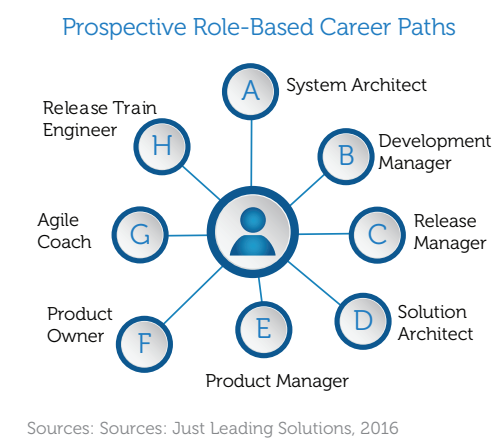 Prospective Role-Based Career Paths
A
System Architect
B
Development
Manager
C
Release
Manager
D
Solution
Architect
E
Product Manager
F
Product
Owner
G
Agile
Coach
H
Release Train
Engineer
Sources: Sources: Just Leading Solutions, 2016